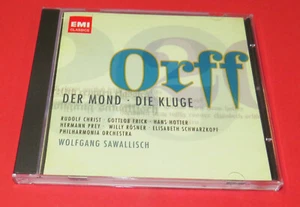 EMI
CLASSICS
Orff
DER MOND · DIE KLUGE
RUDOLF CHRIST · GOTTLOB FRICK · HANS HOTTER
HERMANN PREY · WILLY ROSNER · ELISABETH SCHWARZKOPF
PHILHARMONIA ORCHESTRA
WOLFGANG SAWALLISCH